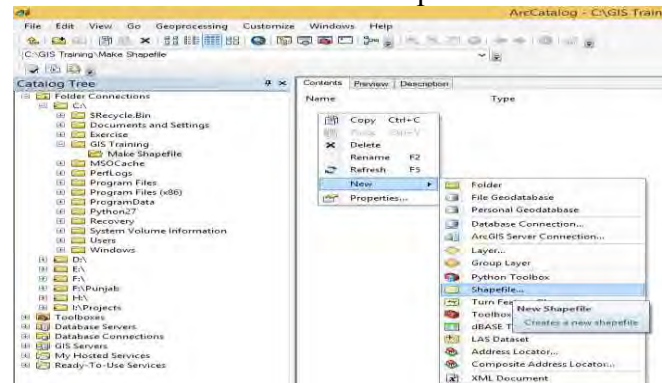 ArcCatalog - C:\GIS Train
File Edit View Go Geoprocessing Customize Windows Help
C:\GIS Training\Make Shapefile
Catalog Tree
Folder Connections
C:\
$Recycle.Bin
Documents and Settings
Exercise
GIS Training
Make Shapefile
MSOCache
PerfLogs
Program Files
Program Files (x86)
ProgramData
Python27
Recovery
System Volume Information
Users
Windows
D:\
E:\
F:\
F:\Punjab
H:\
I:\Projects
Toolboxes
Database Servers
Database Connections
GIS Servers
My Hosted Services
Ready-To-Use Services
Contents Preview Description
Name Type
Copy Ctrl+C
Paste Ctrl+V
Delete
Rename F2
Refresh F5
New
Properties...
Folder
File Geodatabase
Personal Geodatabase
Database Connection...
ArcGIS Server Connection...
Layer...
Group Layer
Python Toolbox
Shapefile...
Turn Fea
New Shapefile
Toolbox
Creates a new shapefile
dBASE T
LAS Dataset
Address Locator...
Composite Address Locator...
XML Document